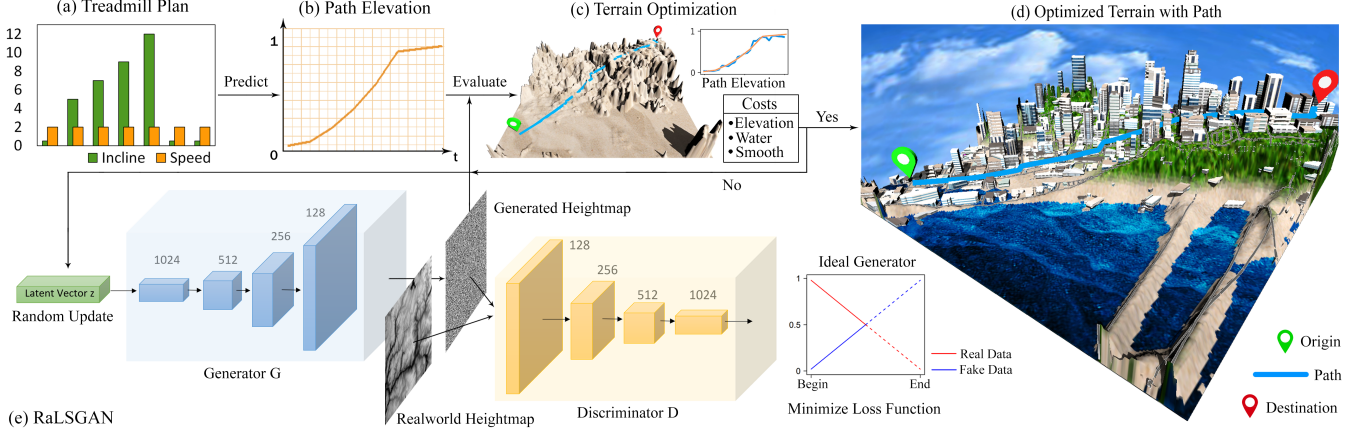 (a) Treadmill Plan
12
10
8
6
4
2
0
Incline
Speed
Predict
(b) Path Elevation
1
0
t
Evaluate
(c) Terrain Optimization
1
0
Path Elevation
Costs
•Elevation
•Water
•Smooth
Yes
No
(d) Optimized Terrain with Path
Origin
Path
Destination
Latent Vector z
Random Update
1024
512
256
128
Generator G
Generated Heightmap
Realworld Heightmap
128
256
512
1024
Discriminator D
Ideal Generator
1
0.5
0
Begin
End
Real Data
Fake Data
Minimize Loss Function
(e) RaLSGAN